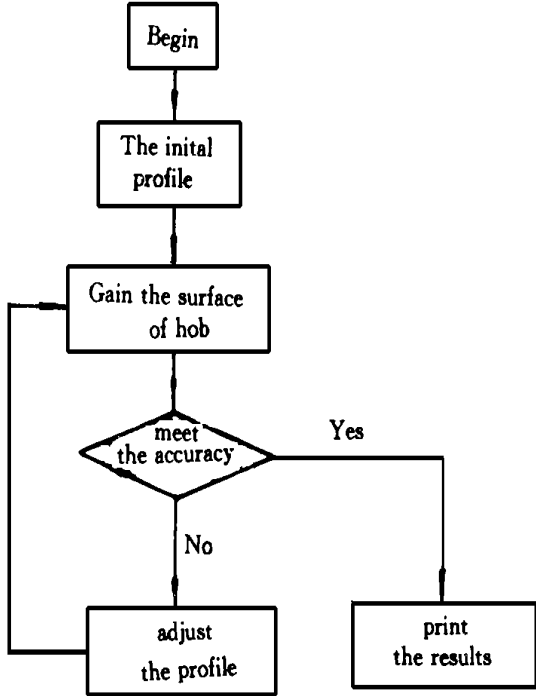 Begin
The inital
profile
Gain the surface
of hob
meet
the accuracy
Yes
No
adjust
the profile
print
the results